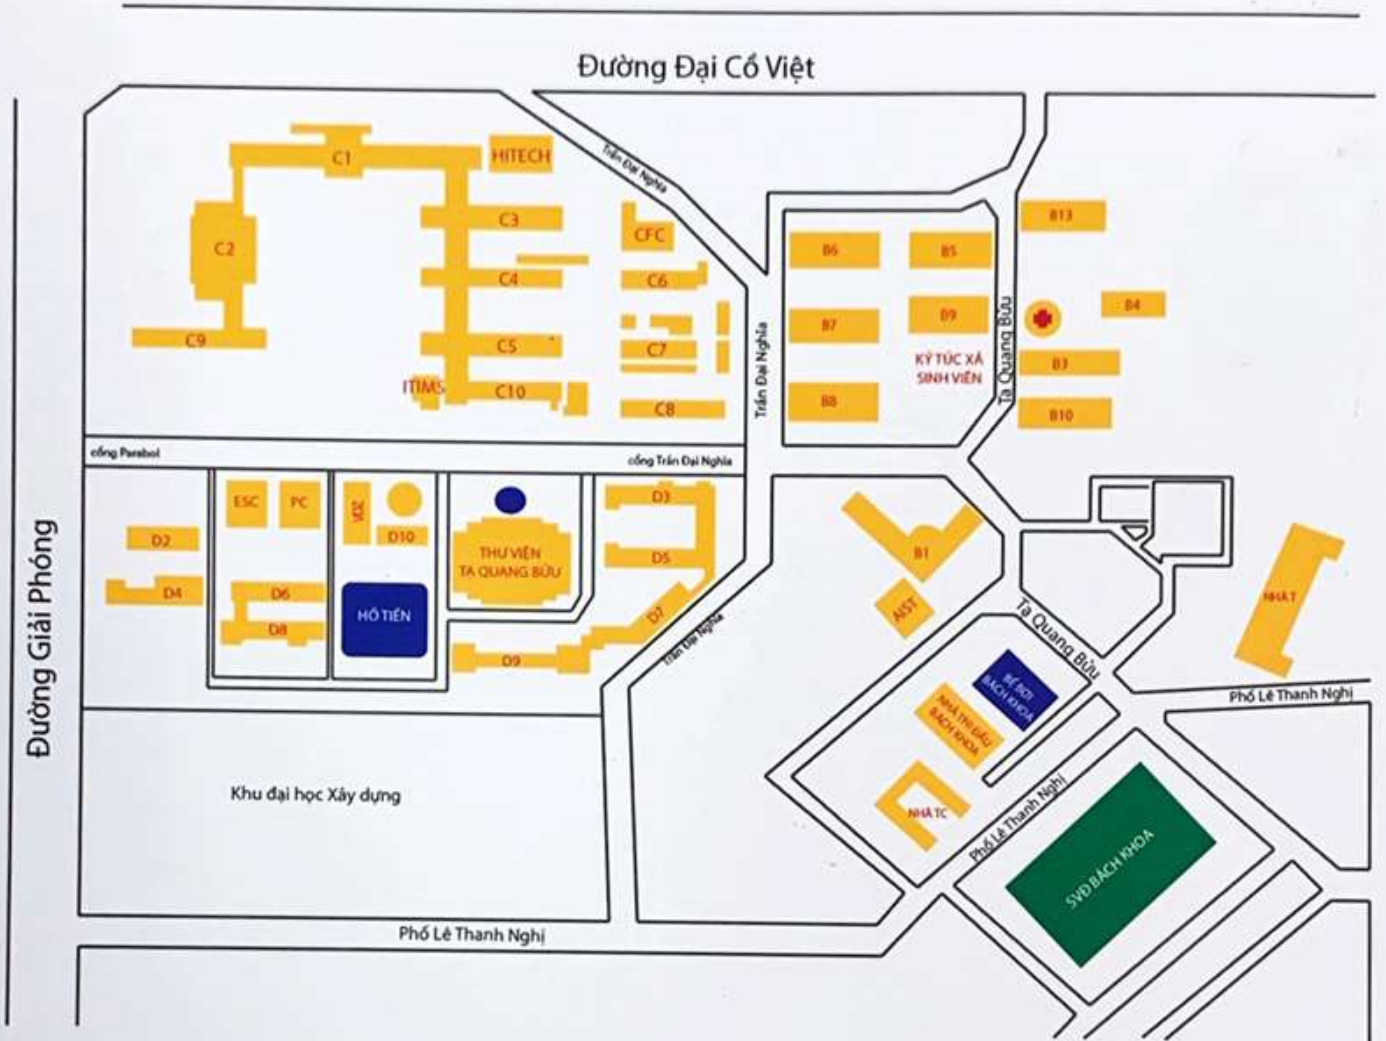 Đường Đại Cổ Việt
Trần Đại Nghĩa
C1
HITECH
C3
CFC
C2
C4
C6
C9
C5
C7
ITIMS
C10
C8
B13
B6
B5
B4
B7
B9
Tạ Quang Bửu
KÝ TÚC XÁ
SINH VIÊN
B3
Trần Đại Nghĩa
B8
B10
cổng Parabol
cổng Trần Đại Nghĩa
ESC
PC
D3
D2
D10
THƯ VIỆN
TẠ QUANG BỬU
D5
B1
D4
D6
HỒ TIÊN
D8
D7
AIST
NHÀ T
Trần Đại Nghĩa
D9
Tạ Quang Bửu
BỂ BƠI
BÁCH KHOA
NHÀ THI ĐẤU
BÁCH KHOA
Phố Lê Thanh Nghị
Đường Giải Phóng
Khu đại học Xây dựng
NHÀ TC
Phố Lê Thanh Nghị
SVĐ BÁCH KHOA
Phố Lê Thanh Nghị